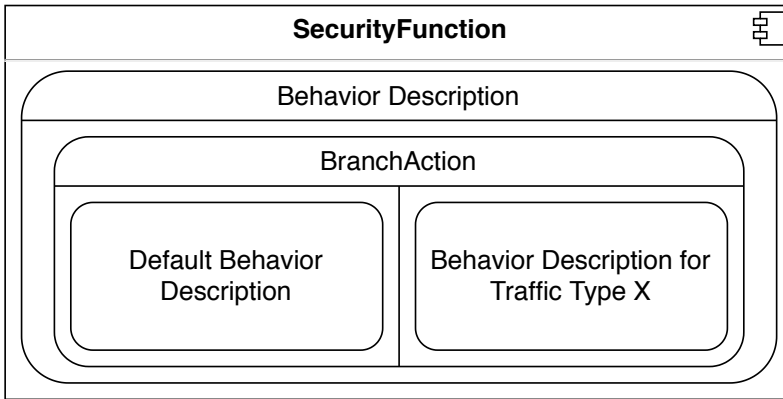 SecurityFunction
Behavior Description
BranchAction
Default Behavior
Description
Behavior Description for
Traffic Type X